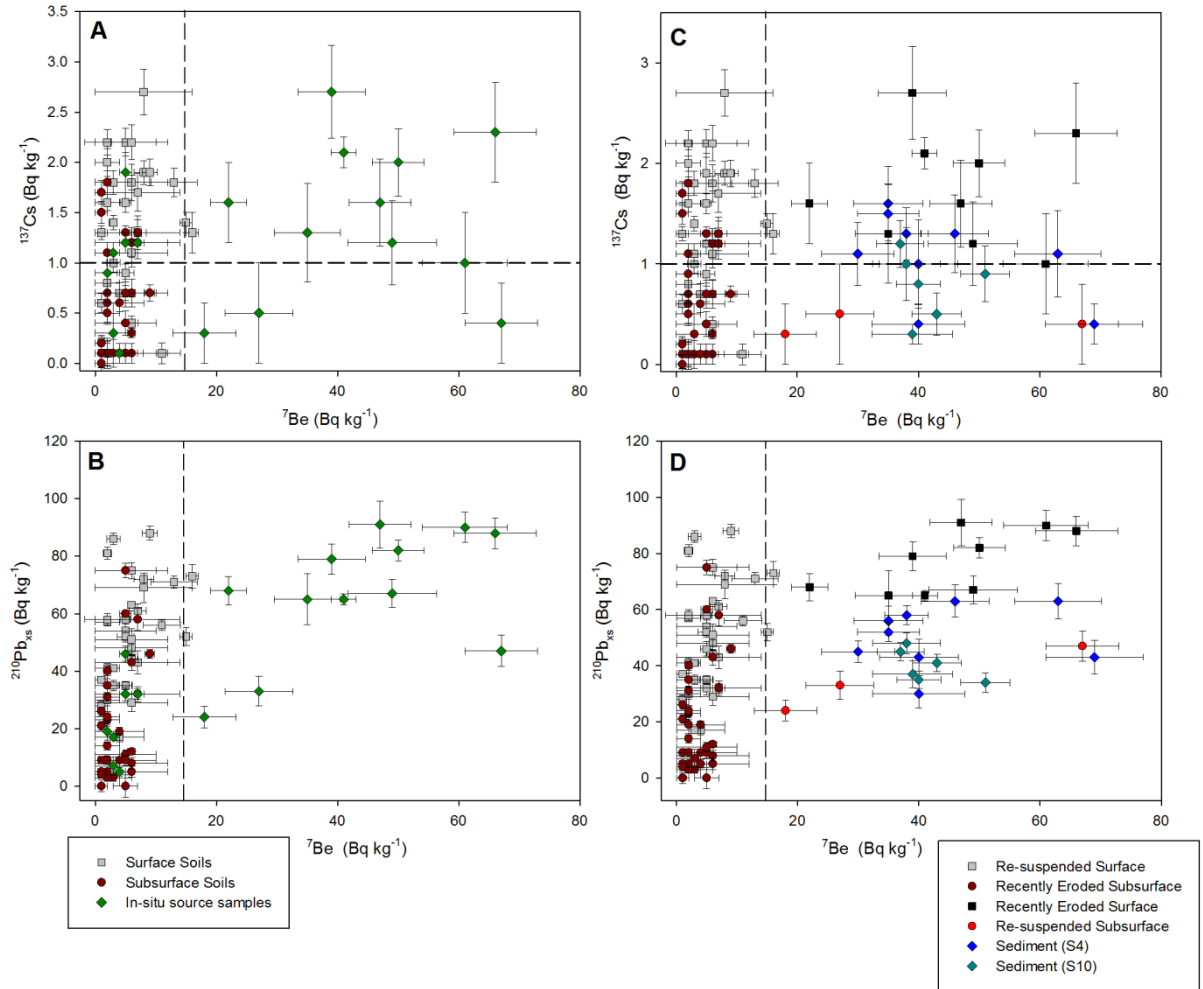 A
3.5
3.0
2.5
2.0
1.5
1.0
0.5
0.0
137Cs (Bq kg-1)
0 20 40 60 80
7Be (Bq kg-1)
C
3
2
1
0
137Cs (Bq kg-1)
0 20 40 60 80
7Be (Bq kg-1)
B
120
100
80
60
40
20
0
210Pbxs (Bq kg-1)
0 20 40 60 80
7Be (Bq kg-1)
Surface Soils
Subsurface Soils
In-situ source samples
D
120
100
80
60
40
20
0
210Pbxs (Bq kg-1)
0 20 40 60 80
7Be (Bq kg-1)
Re-suspended Surface
Recently Eroded Subsurface
Recently Eroded Surface
Re-suspended Subsurface
Sediment (S4)
Sediment (S10)